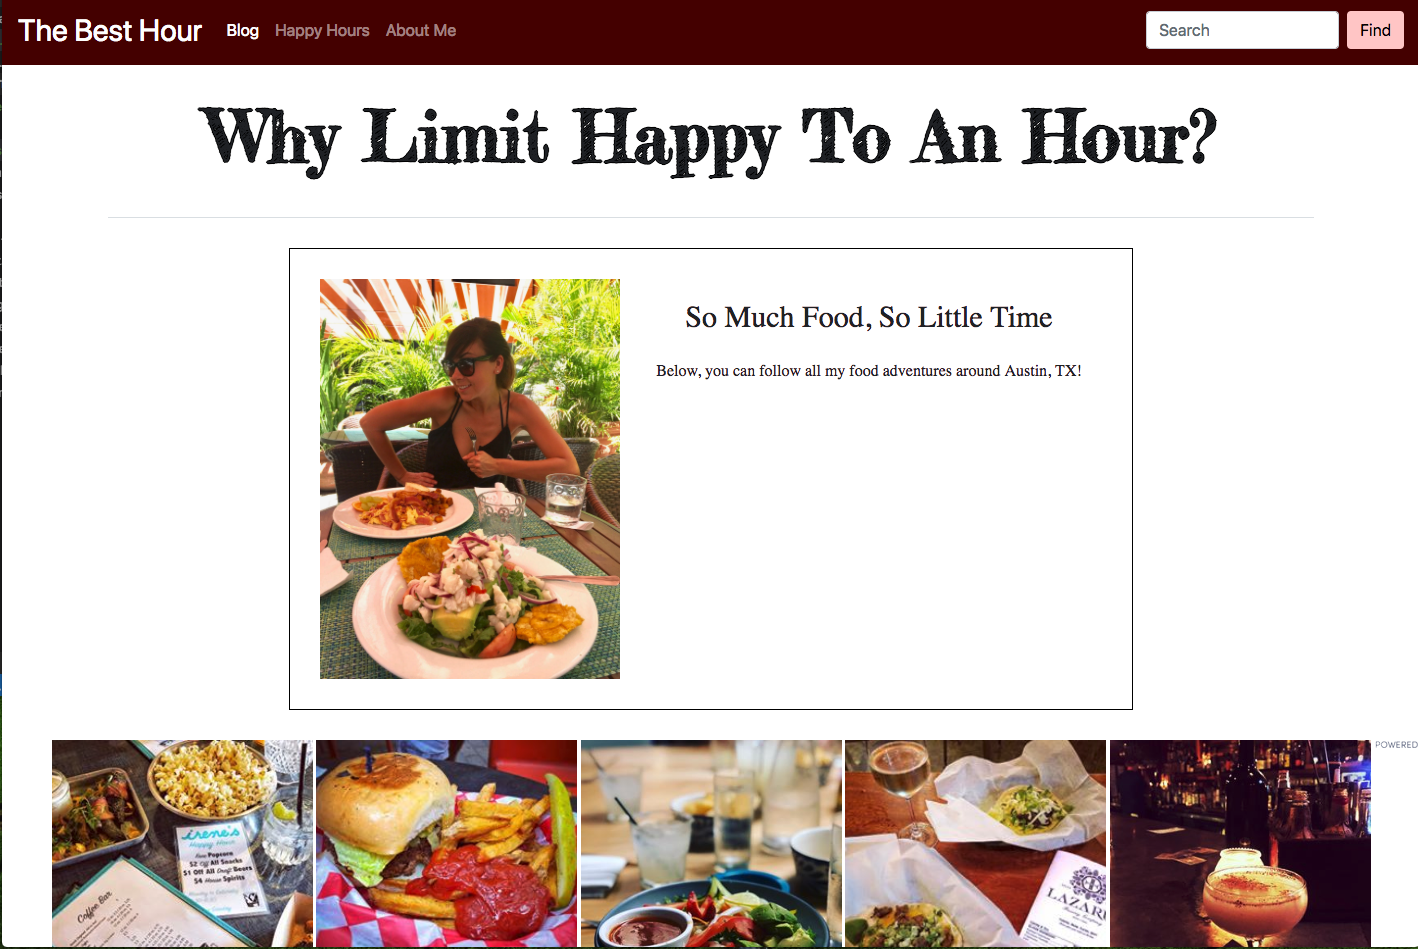 The Best Hour Blog Happy Hours About Me Search Find
Why Limit Happy To An Hour?
So Much Food, So Little Time
Below, you can follow all my food adventures around Austin, TX!
POWERED
irene's
Happy Hour
Popcorn
$2 Off All Snacks
$1 Off All Draft Beers
$4 House Spirits
Coffee Bar
LAZAR